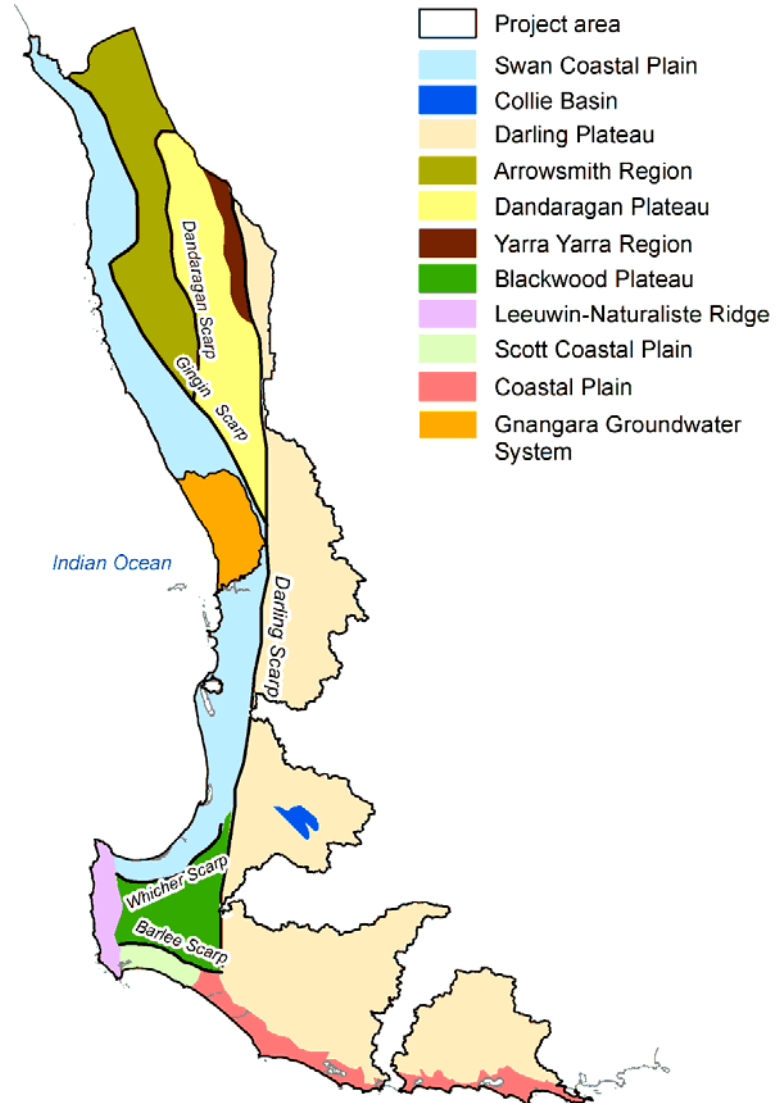 Project area
Swan Coastal Plain
Collie Basin
Darling Plateau
Arrowsmith Region
Dandaragan Plateau
Yarra Yarra Region
Blackwood Plateau
Leeuwin-Naturaliste Ridge
Scott Coastal Plain
Coastal Plain
Gnangara Groundwater
System
Dandaragan Scarp
Gingin Scarp
Indian Ocean
Darling Scarp
Whicher Scarp
Barlee Scarp